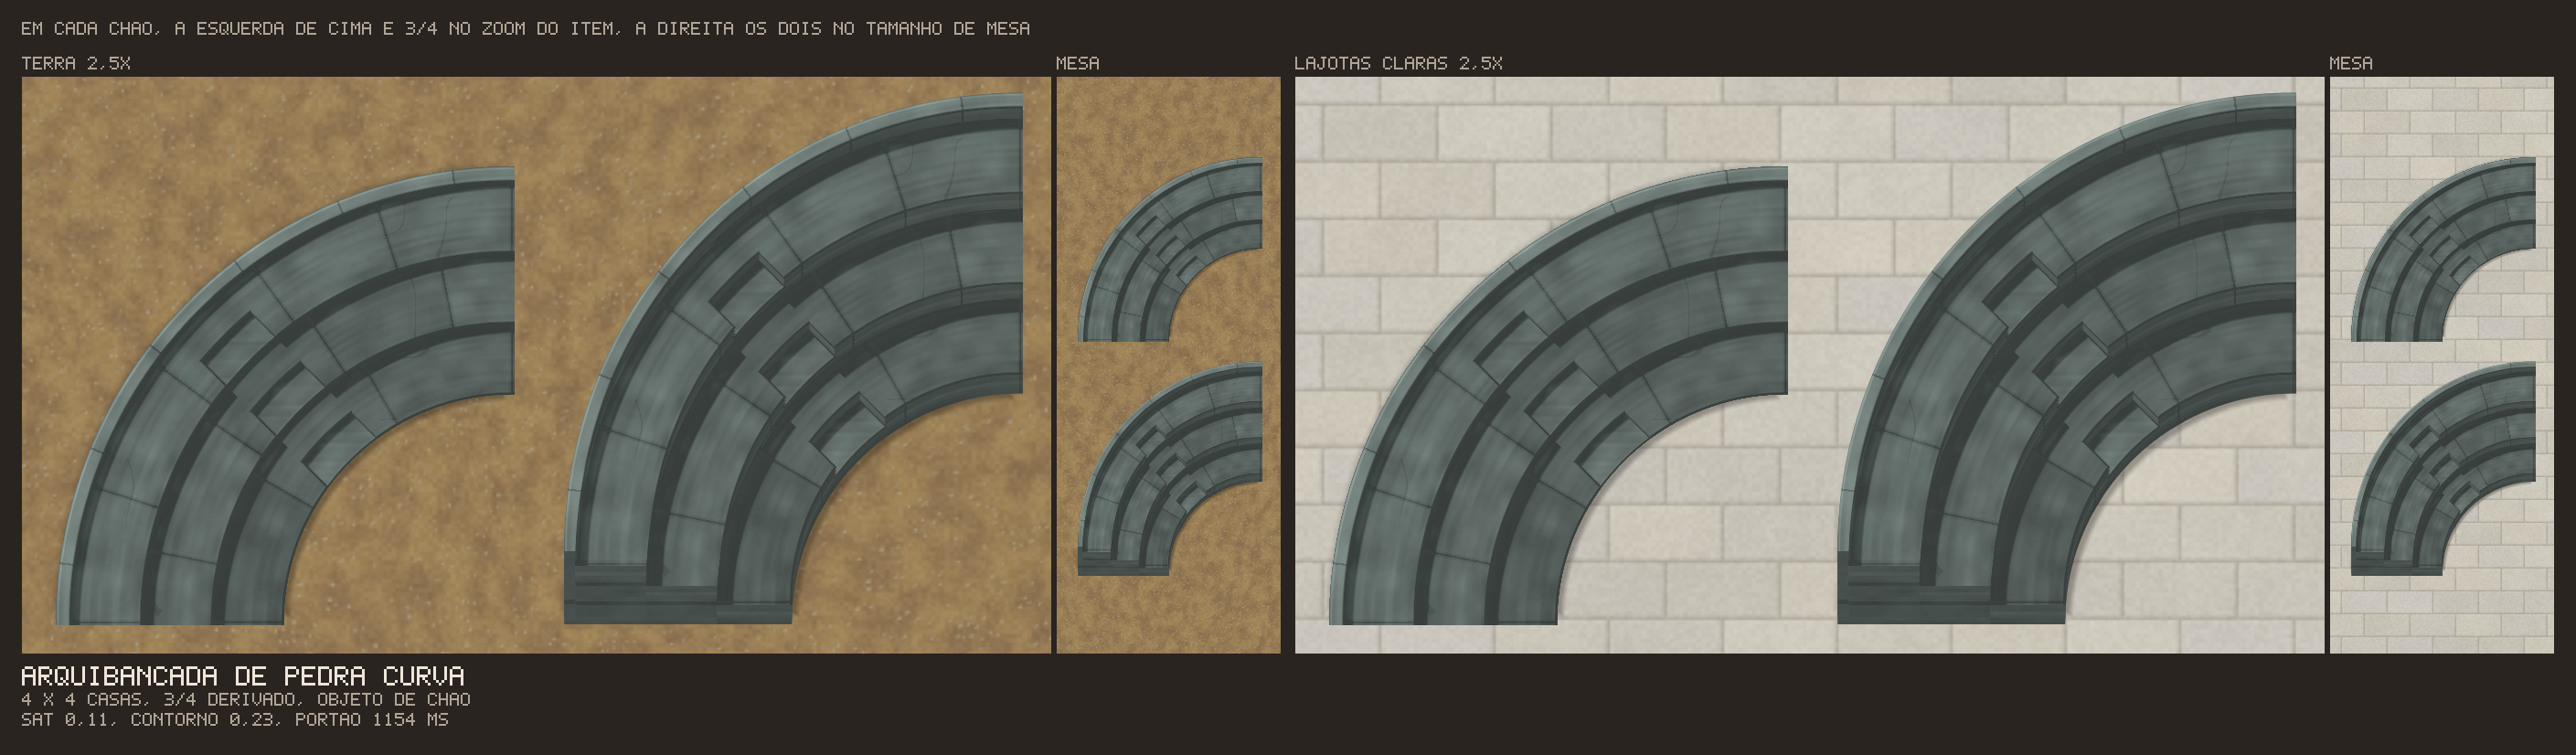 EM CADA CHAO, A ESQUERDA DE CIMA E 3/4 NO ZOOM DO ITEM, A DIREITA OS DOIS NO TAMANHO DE MESA
TERRA 2,5X
MESA
LAJOTAS CLARAS 2,5X
MESA
ARQUIBANCADA DE PEDRA CURVA
4 X 4 CASAS, 3/4 DERIVADO, OBJETO DE CHAO
SAT 0,11, CONTORNO 0,23, PORTAO 1154 MS